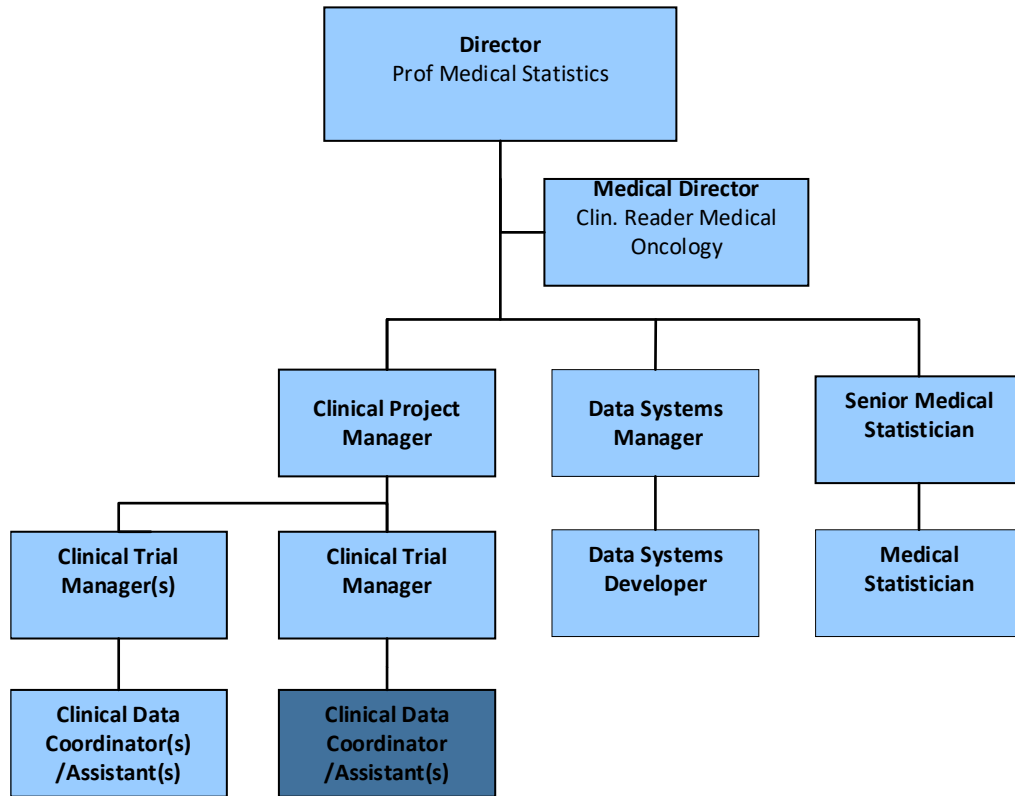 Director
Prof Medical Statistics
Medical Director
Clin. Reader Medical
Oncology
Clinical Project
Manager
Data Systems
Manager
Senior Medical
Statistician
Clinical Trial
Manager(s)
Clinical Trial
Manager
Data Systems
Developer
Medical
Statistician
Clinical Data
Coordinator(s)
/Assistant(s)
Clinical Data
Coordinator
/Assistant(s)